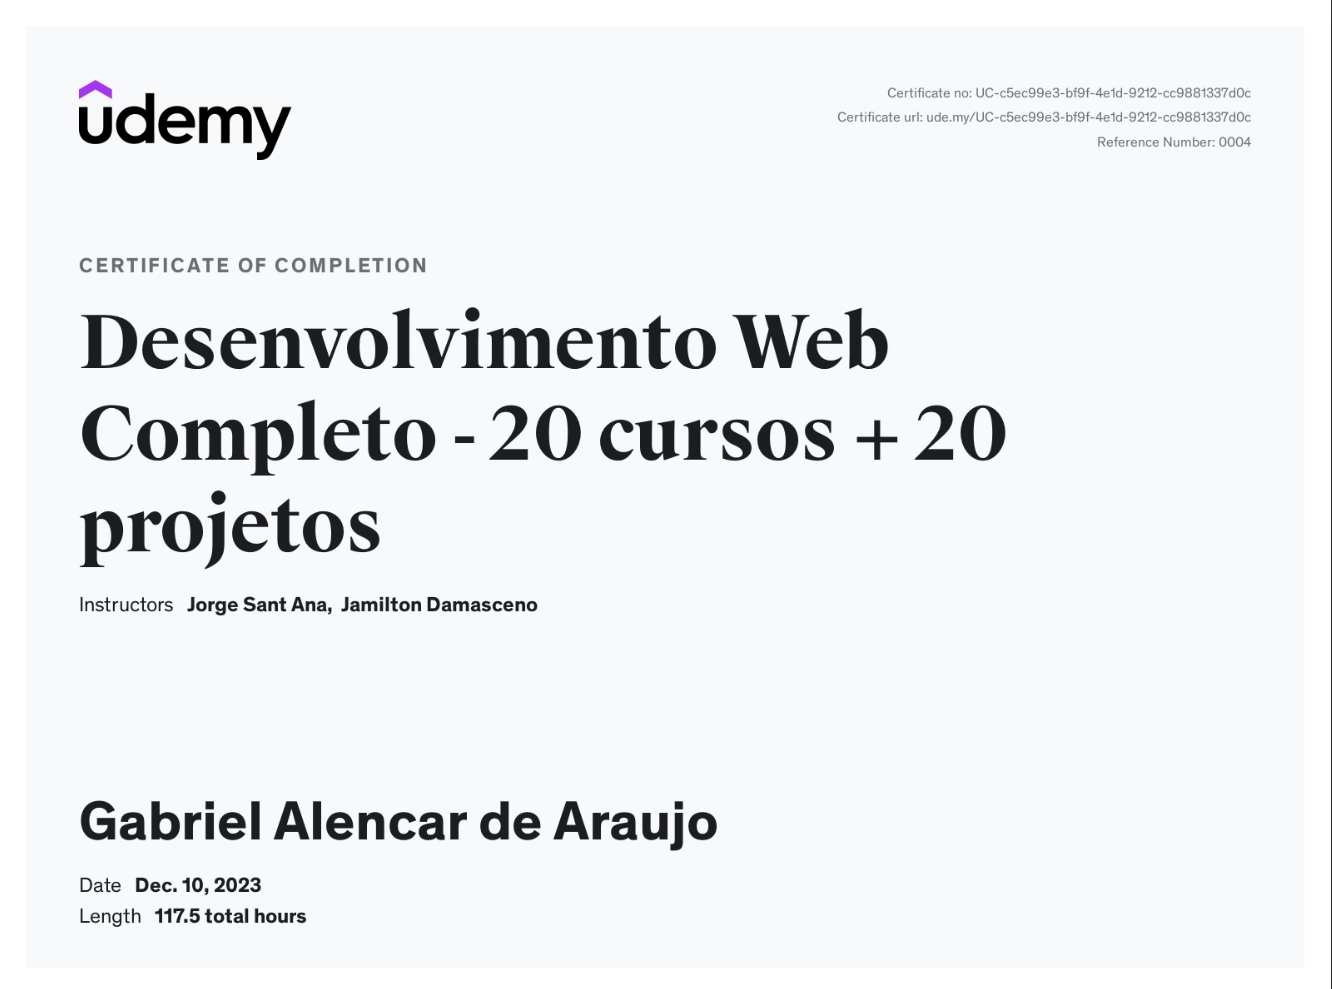 udemy
Certificate no: UC-c5ec99e3-bf9f-4e1d-9212-cc9881337d0c
Certificate url: ude.my/UC-c5ec99e3-bf9f-4e1d-9212-cc9881337d0c
Reference Number: 0004
CERTIFICATE OF COMPLETION
Desenvolvimento Web
Completo - 20 cursos + 20
projetos
Instructors Jorge Sant Ana, Jamilton Damasceno
Gabriel Alencar de Araujo
Date Dec. 10, 2023
Length 117.5 total hours